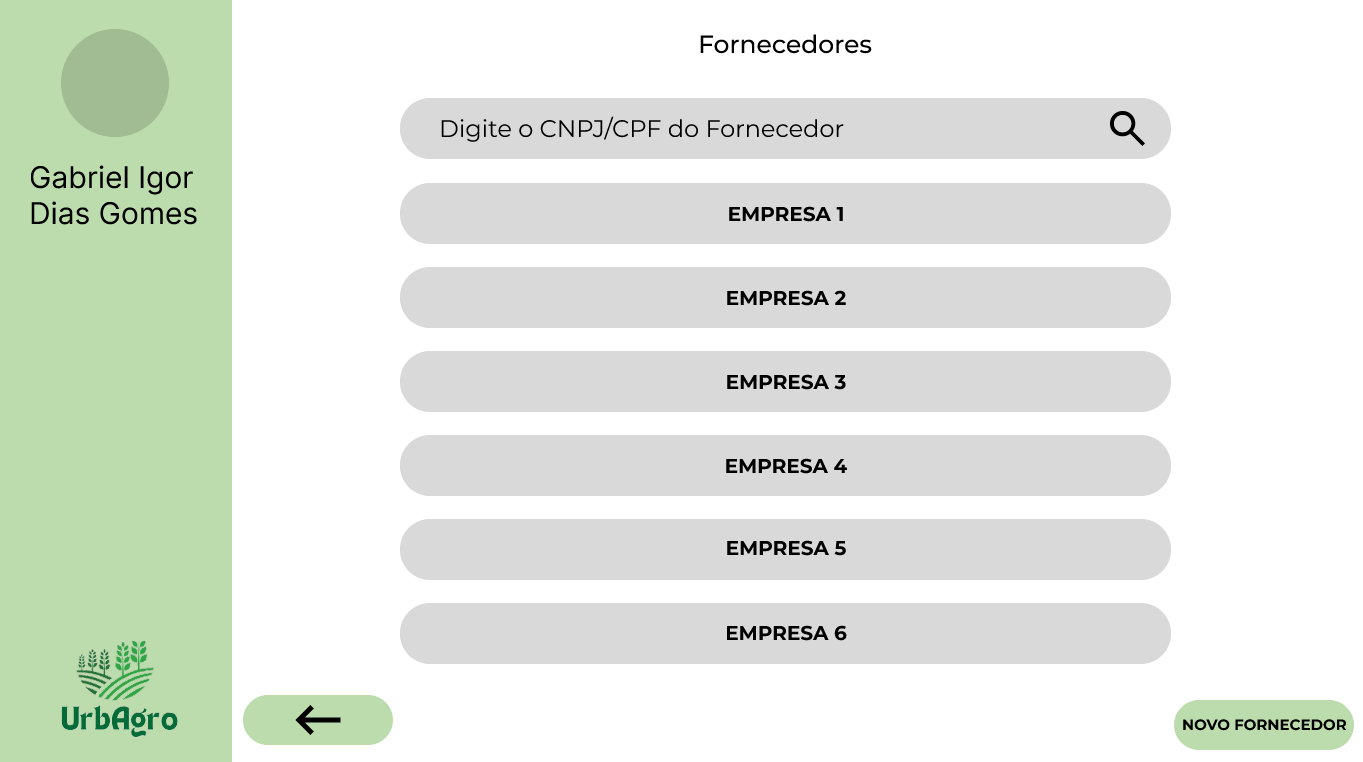 Gabriel Igor
Dias Gomes
UrbAgro
Fornecedores
Digite o CNPJ/CPF do Fornecedor
EMPRESA 1
EMPRESA 2
EMPRESA 3
EMPRESA 4
EMPRESA 5
EMPRESA 6
NOVO FORNECEDOR